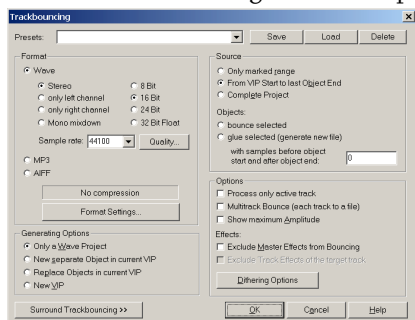 Trackbouncing
Presets:
Save
Load
Delete
Format
Wave
Stereo
8 Bit
only left channel
16 Bit
only right channel
24 Bit
Mono mixdown
32 Bit Float
Sample rate:
44100
Quality...
MP3
AIFF
No compression
Format Settings...
Generating Options
Only a Wave Project
New separate Object in current VIP
Replace Objects in current VIP
New VIP
Source
Only marked range
From VIP Start to last Object End
Complete Project
Objects:
bounce selected
glue selected (generate new file)
with samples before object
start and after object end:
0
Options
Process only active track
Multitrack Bounce (each track to a file)
Show maximum Amplitude
Effects:
Exclude Master Effects from Bouncing
Exclude Track Effects of the target track
Dithering Options
Surround Trackbouncing >>
OK
Cancel
Help